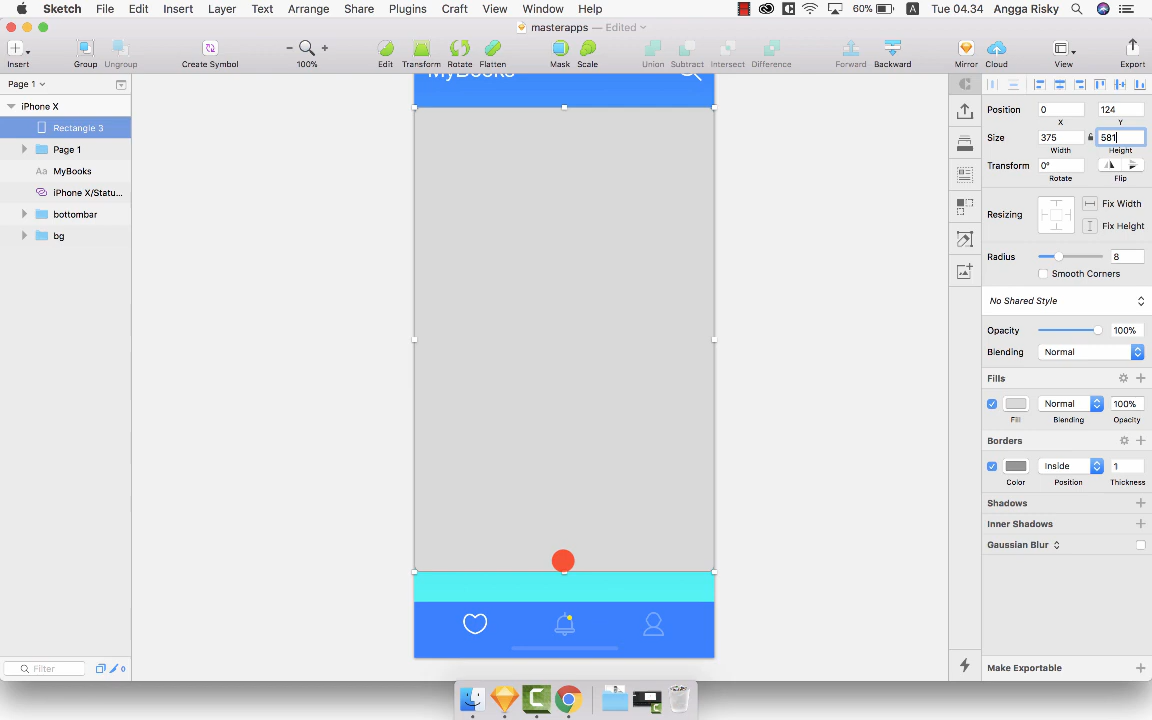 Sketch File Edit Insert Layer Text Arrange Share Plugins Craft View Window Help 60% A Tue 04.34 Angga Risky
masterapps — Edited
Insert Group Ungroup Create Symbol 100% Edit Transform Rotate Flatten Mask Scale Union Subtract Intersect Difference Forward Backward Mirror Cloud View Export
Page 1
iPhone X
Rectangle 3
Page 1
Aa MyBooks
iPhone X/Statu...
bottombar
bg
Filter 0
MyBooks
Position 0 124
X Y
Size 375 581
Width Height
Transform 0°
Rotate Flip
Resizing Fix Width
Fix Height
Radius 8
Smooth Corners
No Shared Style
Opacity 100%
Blending Normal
Fills
Normal 100%
Fill Blending Opacity
Borders
Inside 1
Color Position Thickness
Shadows
Inner Shadows
Gaussian Blur
Make Exportable